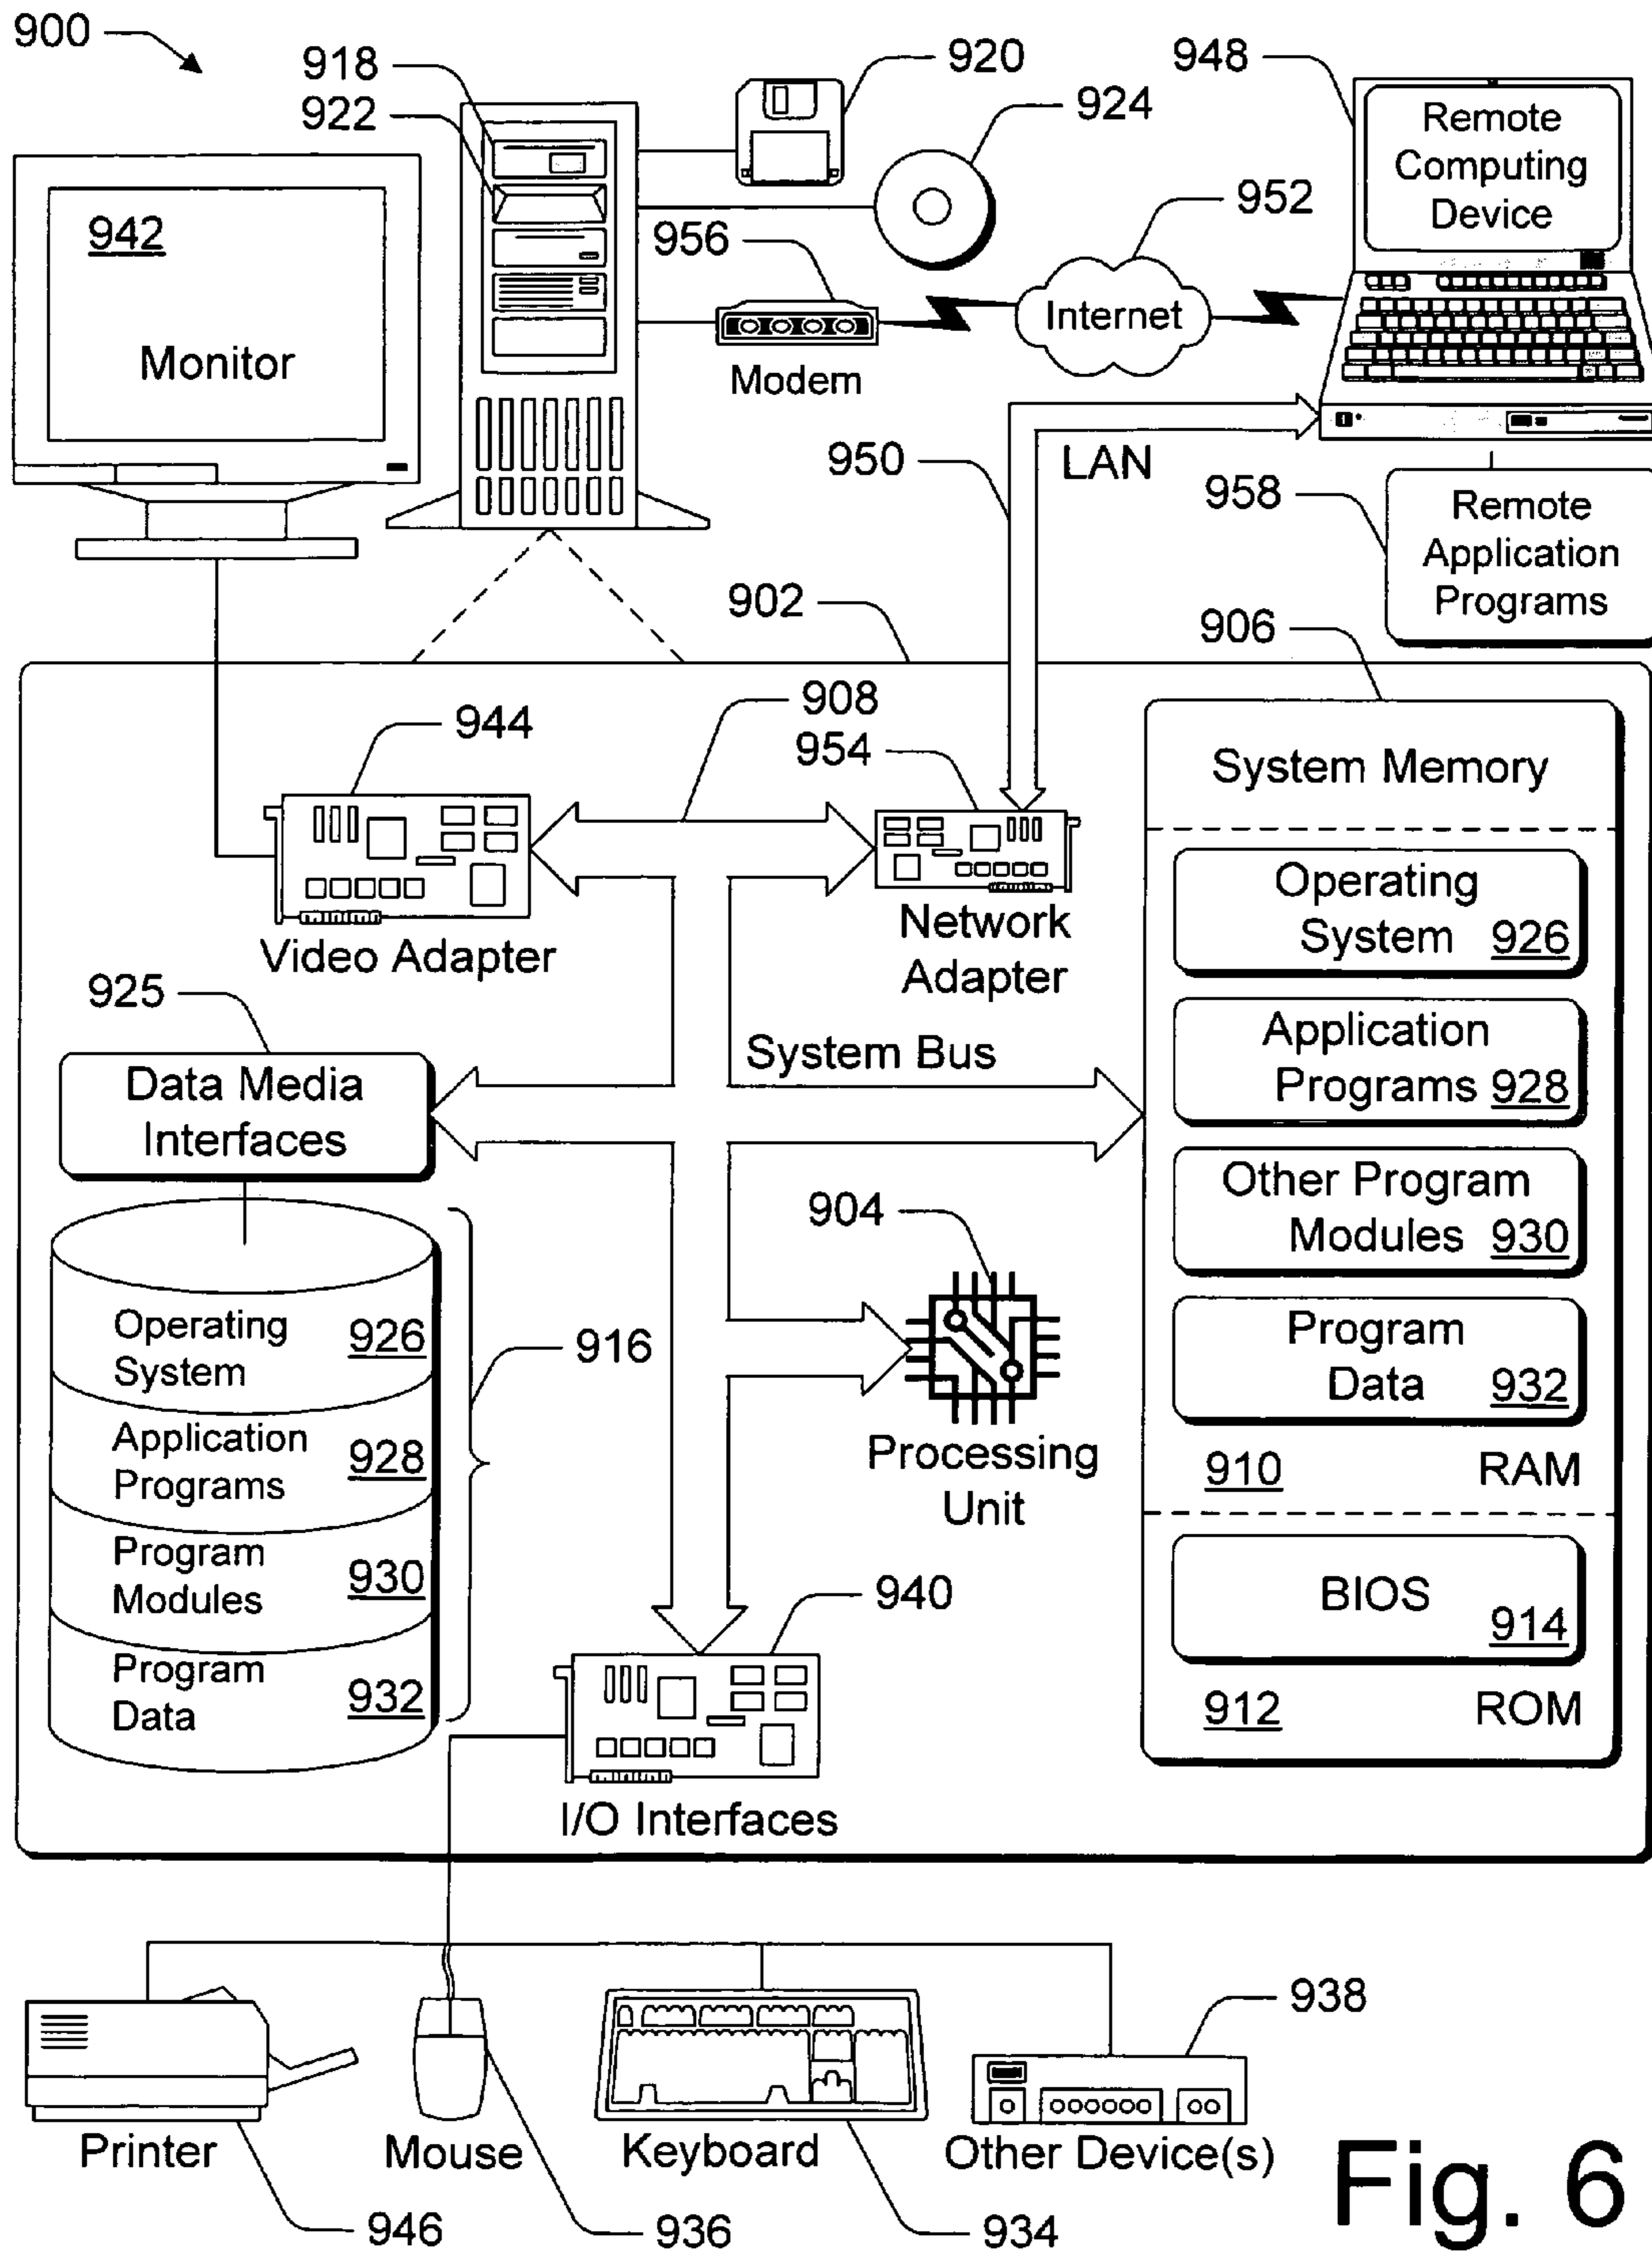 900
918
922
920
924
948
Remote
Computing
Device
942
Monitor
956
Modem
952
Internet
950
LAN
958
Remote
Application
Programs
902
906
944
908
954
Video Adapter
Network
Adapter
System Memory
Operating
System 926
Application
Programs 928
Other Program
Modules 930
Program
Data 932
910 RAM
BIOS
914
912 ROM
925
Data Media
Interfaces
System Bus
904
Processing
Unit
Operating
System 926
Application
Programs 928
Program
Modules 930
Program
Data 932
916
940
I/O Interfaces
938
Printer
Mouse
Keyboard
Other Device(s)
946
936
934
Fig. 6